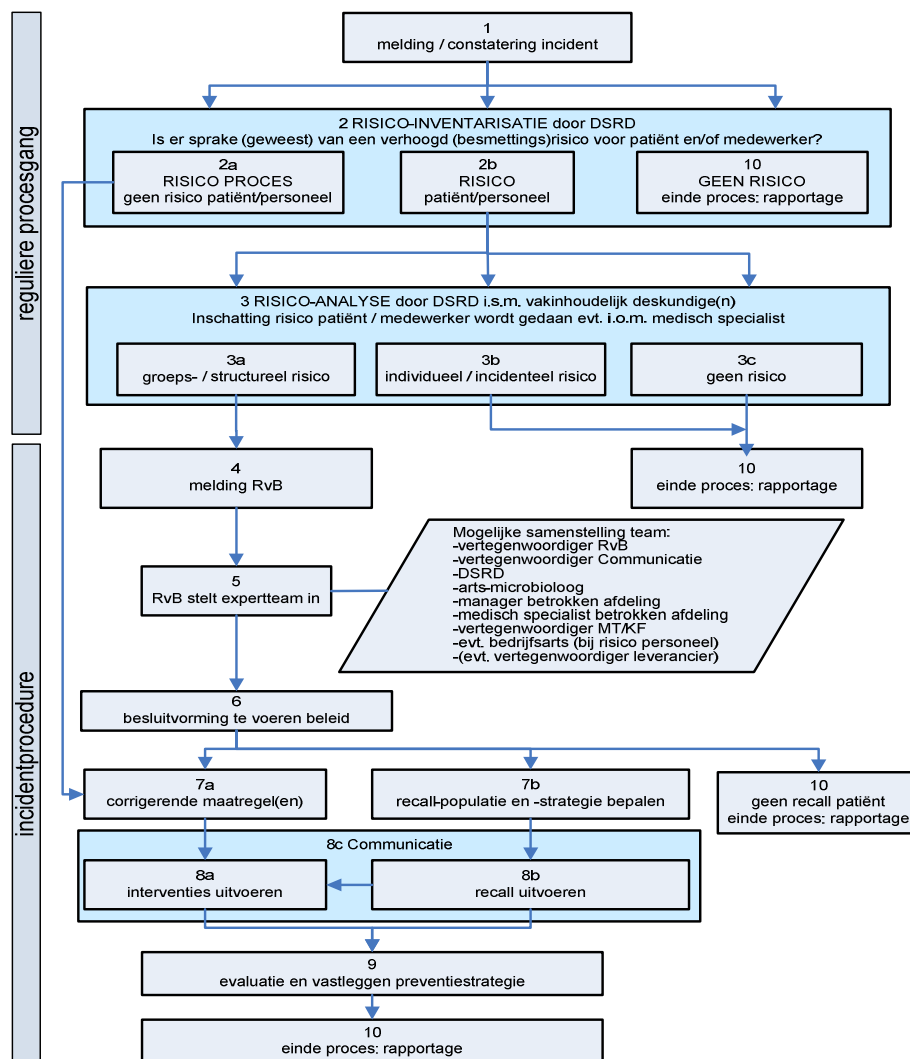 reguliere procesgang
1
melding / constatering incident
2 RISICO-INVENTARISATIE door DSRD
Is er sprake (geweest) van een verhoogd (besmettings)risico voor patiënt en/of medewerker?
2a
RISICO PROCES
geen risico patiënt/personeel
2b
RISICO
patiënt/personeel
10
GEEN RISICO
einde proces: rapportage
3 RISICO-ANALYSE door DSRD i.s.m. vakinhoudelijk deskundige(n)
Inschatting risico patiënt / medewerker wordt gedaan evt. i.o.m. medisch specialist
3a
groeps- / structureel risico
3b
individueel / incidenteel risico
3c
geen risico
incidentprocedure
4
melding RvB
10
einde proces: rapportage
5
RvB stelt expertteam in
Mogelijke samenstelling team:
-vertegenwoordiger RvB
-vertegenwoordiger Communicatie
-DSRD
-arts-microbioloog
-manager betrokken afdeling
-medisch specialist betrokken afdeling
-vertegenwoordiger MT/KF
-evt. bedrijfsarts (bij risico personeel)
-(evt. vertegenwoordiger leverancier)
6
besluitvorming te voeren beleid
7a
corrigerende maatregel(en)
7b
recall-populatie en -strategie bepalen
10
geen recall patiënt
einde proces: rapportage
8c Communicatie
8a
interventies uitvoeren
8b
recall uitvoeren
9
evaluatie en vastleggen preventiestrategie
10
einde proces: rapportage